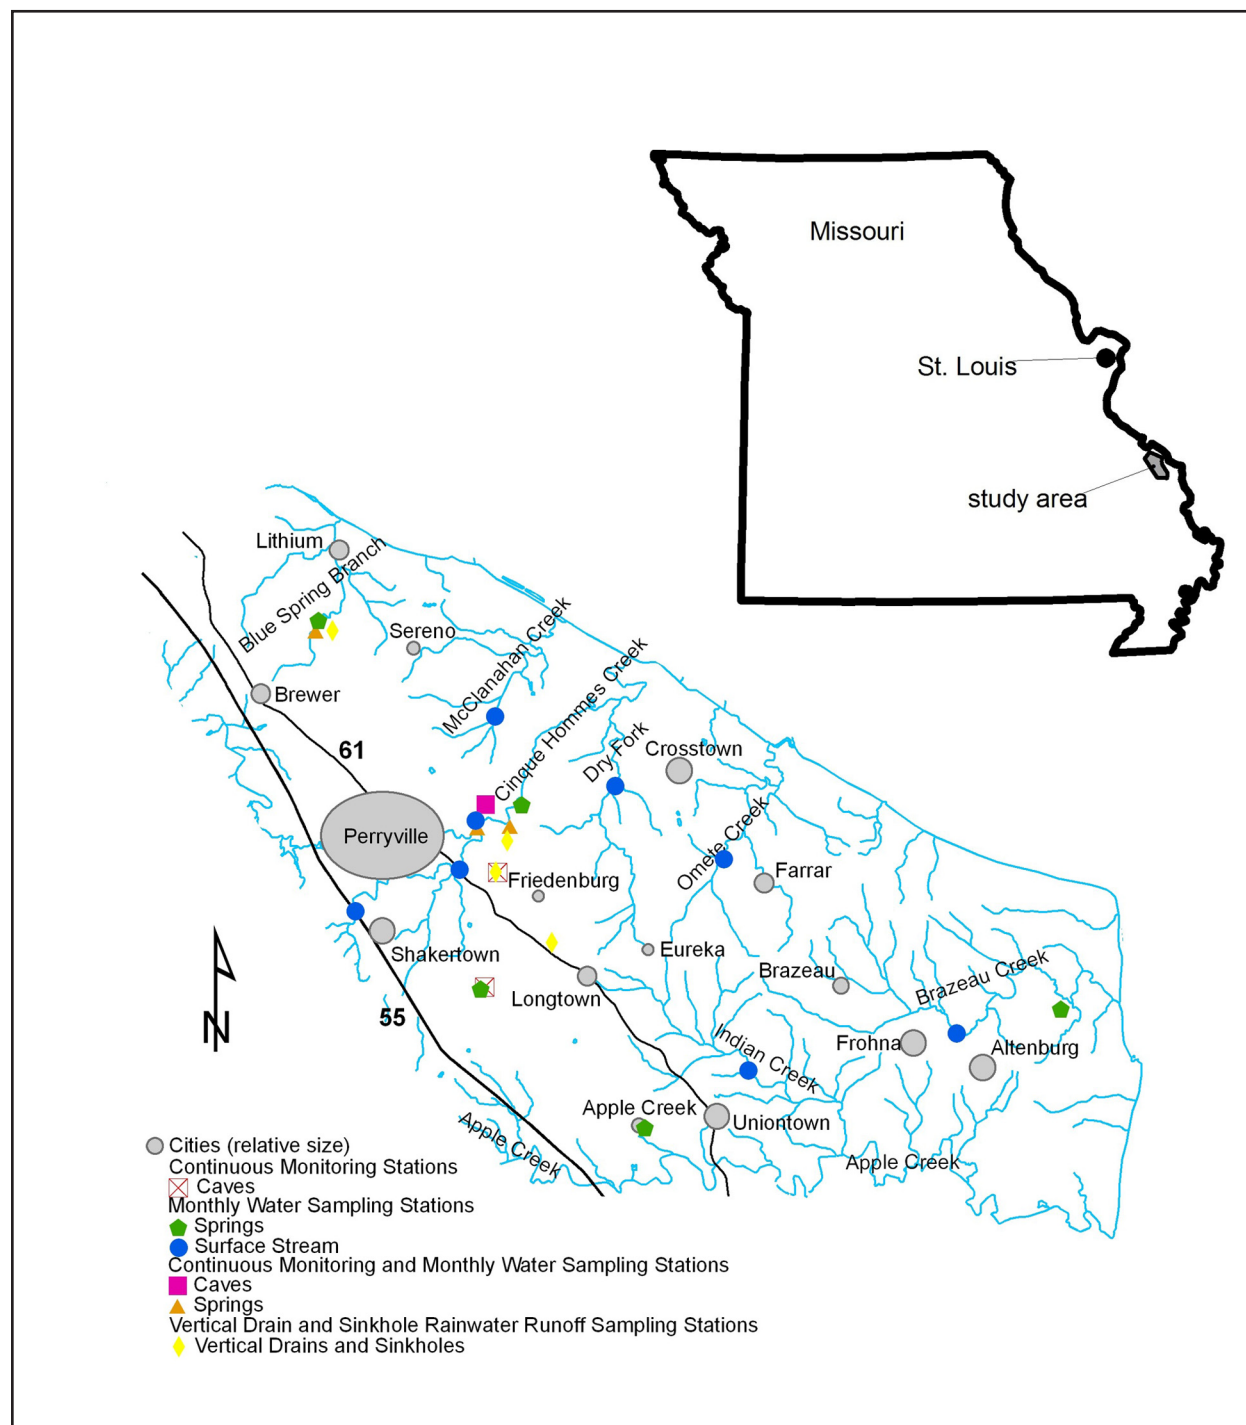 Missouri
St. Louis
study area
Lithium
Blue Spring Branch
Sereno
McClanahan Creek
Brewer
Cinque Hommes Creek
61
Dry Fork
Crosstown
Perryville
Omete Creek
Farrar
Friedenburg
Shakertown
Eureka
Longtown
Brazeau
Brazeau Creek
N
55
Indian Creek
Frohna
Altenburg
Apple Creek
Uniontown
Apple Creek
Apple Creek
Cities (relative size)
Continuous Monitoring Stations
Caves
Monthly Water Sampling Stations
Springs
Surface Stream
Continuous Monitoring and Monthly Water Sampling Stations
Caves
Springs
Vertical Drain and Sinkhole Rainwater Runoff Sampling Stations
Vertical Drains and Sinkholes